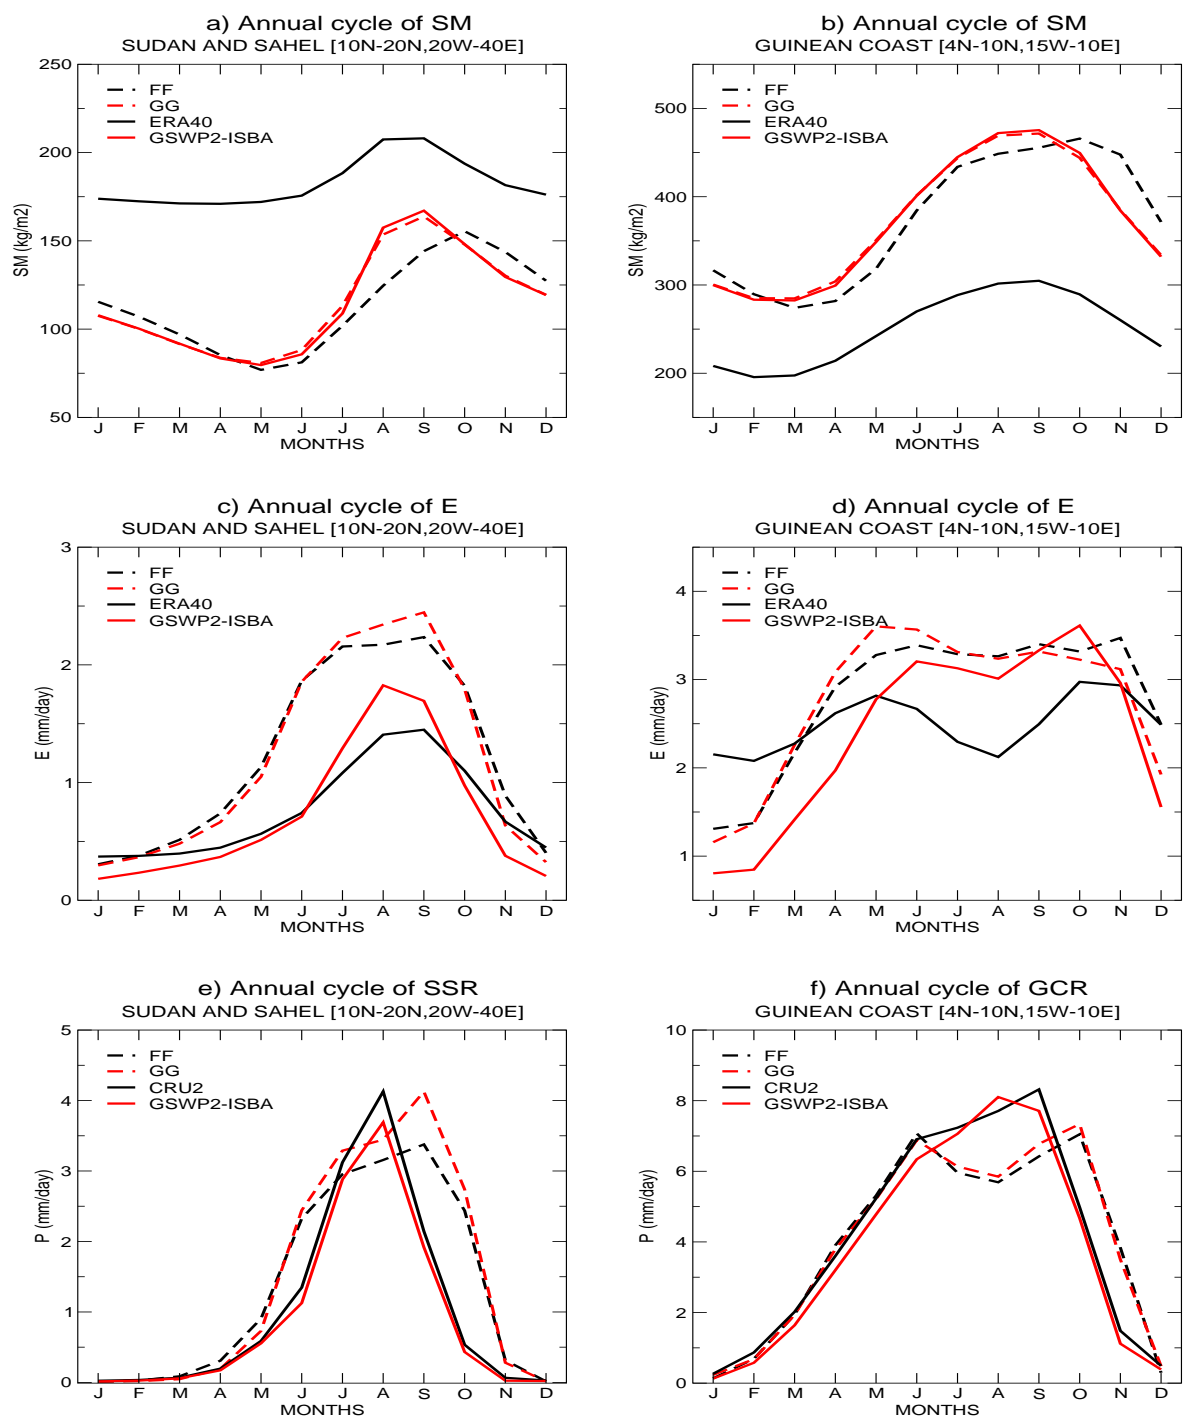 a) Annual cycle of SM
SUDAN AND SAHEL [10N-20N,20W-40E]
250
200
150
100
50
SM (kg/m2)
FF
GG
ERA40
GSWP2-ISBA
J F M A M J J A S O N D
MONTHS
b) Annual cycle of SM
GUINEAN COAST [4N-10N,15W-10E]
500
400
300
200
SM (kg/m2)
FF
GG
ERA40
GSWP2-ISBA
J F M A M J J A S O N D
MONTHS
c) Annual cycle of E
SUDAN AND SAHEL [10N-20N,20W-40E]
3
2
1
0
E (mm/day)
FF
GG
ERA40
GSWP2-ISBA
J F M A M J J A S O N D
MONTHS
d) Annual cycle of E
GUINEAN COAST [4N-10N,15W-10E]
4
3
2
1
E (mm/day)
FF
GG
ERA40
GSWP2-ISBA
J F M A M J J A S O N D
MONTHS
e) Annual cycle of SSR
SUDAN AND SAHEL [10N-20N,20W-40E]
5
4
3
2
1
0
P (mm/day)
FF
GG
CRU2
GSWP2-ISBA
J F M A M J J A S O N D
MONTHS
f) Annual cycle of GCR
GUINEAN COAST [4N-10N,15W-10E]
10
8
6
4
2
0
P (mm/day)
FF
GG
CRU2
GSWP2-ISBA
J F M A M J J A S O N D
MONTHS